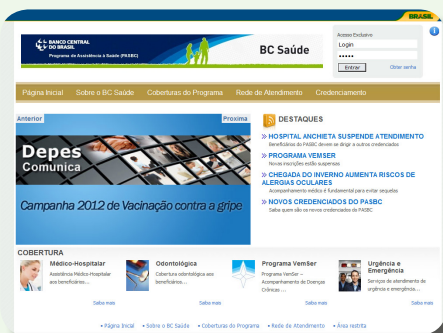 BRASIL
BANCO CENTRAL
DO BRASIL
Programa de Assistência à Saúde (PASBC)
BC Saúde
Acesso Exclusivo
Login
•••••
Entrar
Obter senha
i
Página Inicial Sobre o BC Saúde Coberturas do Programa Rede de Atendimento Credenciamento
Anterior Proxima
Depes
Comunica
Campanha 2012 de Vacinação contra a gripe
DESTAQUES
HOSPITAL ANCHIETA SUSPENDE ATENDIMENTO
Beneficiários do PASBC devem se dirigir a outros credenciados
PROGRAMA VEMSER
Novas inscrições estão suspensas
CHEGADA DO INVERNO AUMENTA RISCOS DE
ALERGIAS OCULARES
Acompanhamento médico é fundamental para evitar sequelas
NOVOS CREDENCIADOS DO PASBC
Saiba quem são os novos credenciados do PASBC
COBERTURA
Médico-Hospitalar
Assistência Médico-Hospitalar
aos beneficiários...
Saiba mais
Odontológica
Cobertura odontológica aos
beneficiários...
Saiba mais
Programa VemSer
Programa VemSer –
Acompanhamento de Doenças
Crônicas ...
Saiba mais
Urgência e
Emergência
Serviços de atendimento de
urgência e emergência...
Saiba mais
• Página Inicial • Sobre o BC Saúde • Coberturas do Programa • Rede de Atendimento • Área restrita